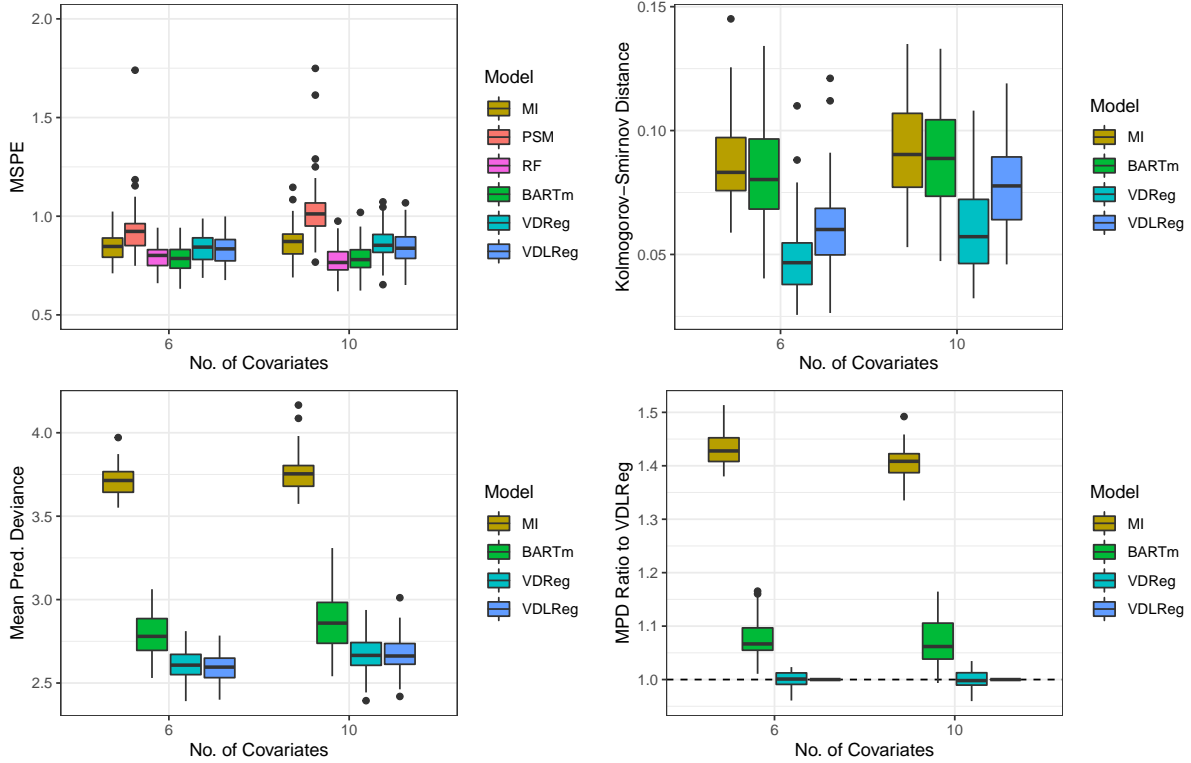 2.0
1.5
1.0
0.5
MSPE
6
10
No. of Covariates
Model
MI
PSM
RF
BARTm
VDReg
VDLReg
0.15
0.10
0.05
Kolmogorov−Smirnov Distance
6
10
No. of Covariates
Model
MI
BARTm
VDReg
VDLReg
4.0
3.5
3.0
2.5
Mean Pred. Deviance
6
10
No. of Covariates
Model
MI
BARTm
VDReg
VDLReg
1.5
1.4
1.3
1.2
1.1
1.0
MPD Ratio to VDLReg
6
10
No. of Covariates
Model
MI
BARTm
VDReg
VDLReg